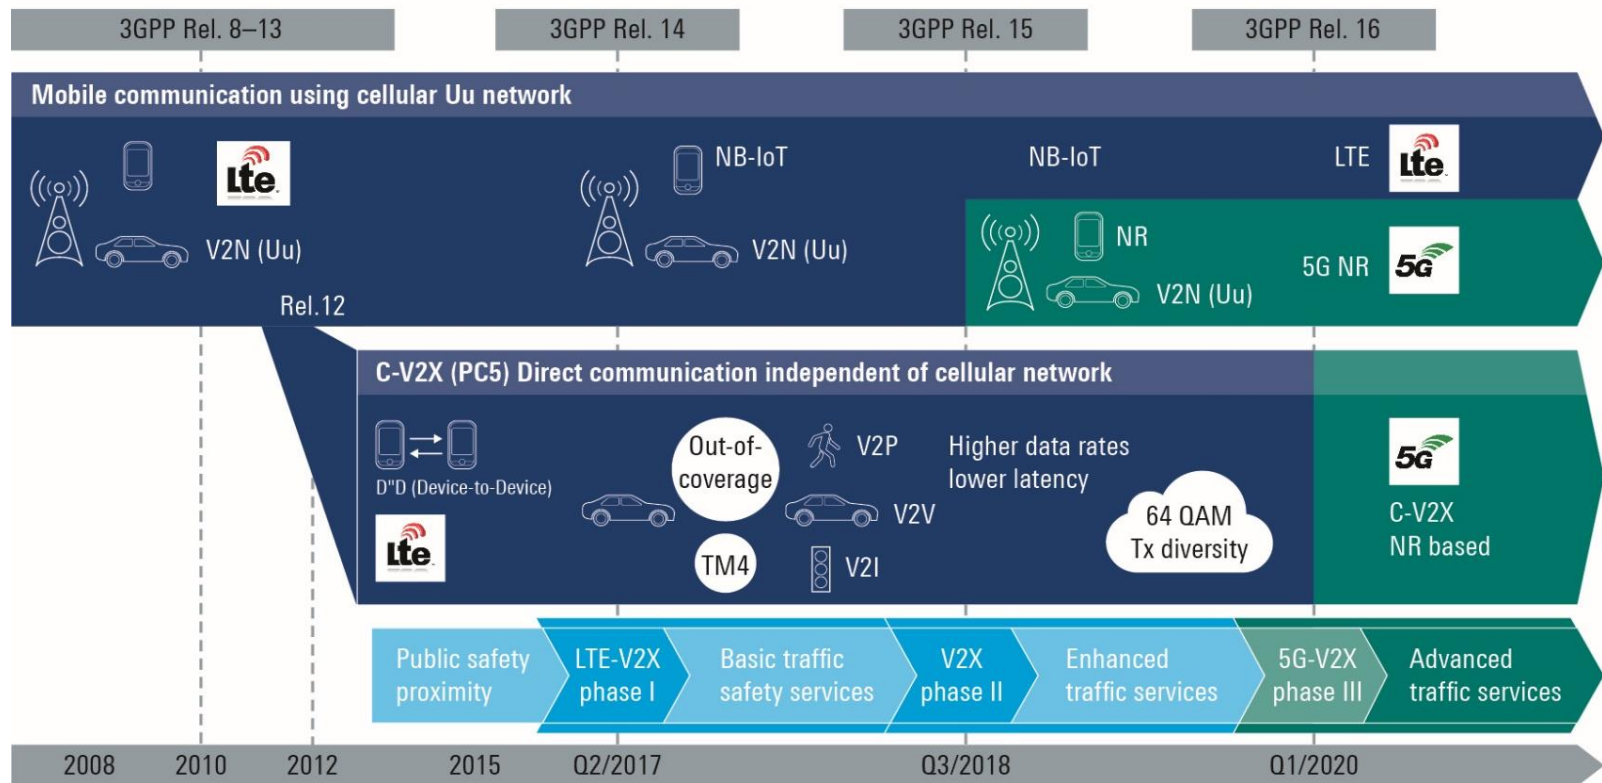 3GPP Rel. 8–13
3GPP Rel. 14
3GPP Rel. 15
3GPP Rel. 16
Mobile communication using cellular Uu network
Lte
V2N (Uu)
Rel.12
NB-IoT
V2N (Uu)
NB-IoT
LTE
Lte
NR
V2N (Uu)
5G NR
5G
C-V2X (PC5) Direct communication independent of cellular network
D"D (Device-to-Device)
Lte
Out-of-
coverage
TM4
V2P
V2V
V2I
Higher data rates
lower latency
64 QAM
Tx diversity
5G
C-V2X
NR based
Public safety
proximity
LTE-V2X
phase I
Basic traffic
safety services
V2X
phase II
Enhanced
traffic services
5G-V2X
phase III
Advanced
traffic services
2008
2010
2012
2015
Q2/2017
Q3/2018
Q1/2020